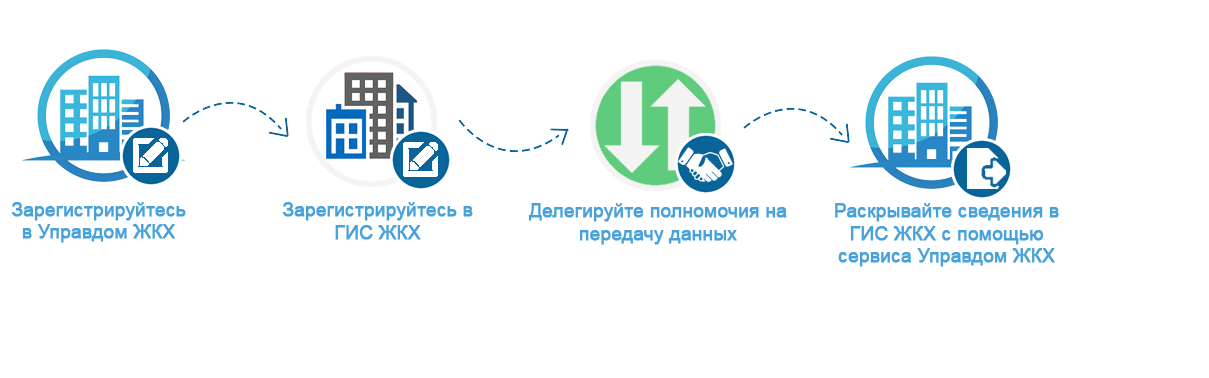 Зарегистрируйтесь
в Управдом ЖКХ
Зарегистрируйтесь в
ГИС ЖКХ
Делегируйте полномочия на
передачу данных
Раскрывайте сведения в
ГИС ЖКХ с помощью
сервиса Управдом ЖКХ